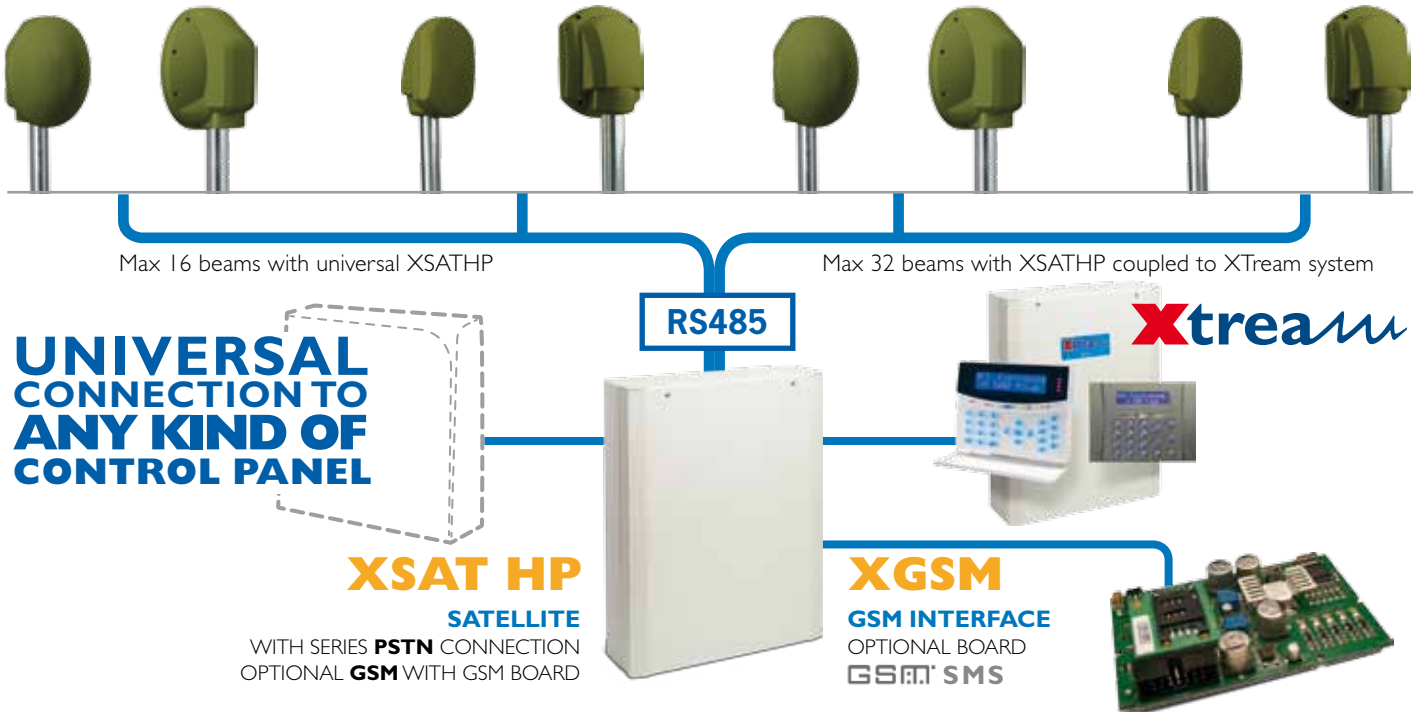 Max 16 beams with universal XSATHP
Max 32 beams with XSATHP coupled to XTream system
RS485
Xtream
UNIVERSAL
CONNECTION TO
ANY KIND OF
CONTROL PANEL
XSAT HP
SATELLITE
WITH SERIES PSTN CONNECTION
OPTIONAL GSM WITH GSM BOARD
XGSM
GSM INTERFACE
OPTIONAL BOARD
GSM SMS